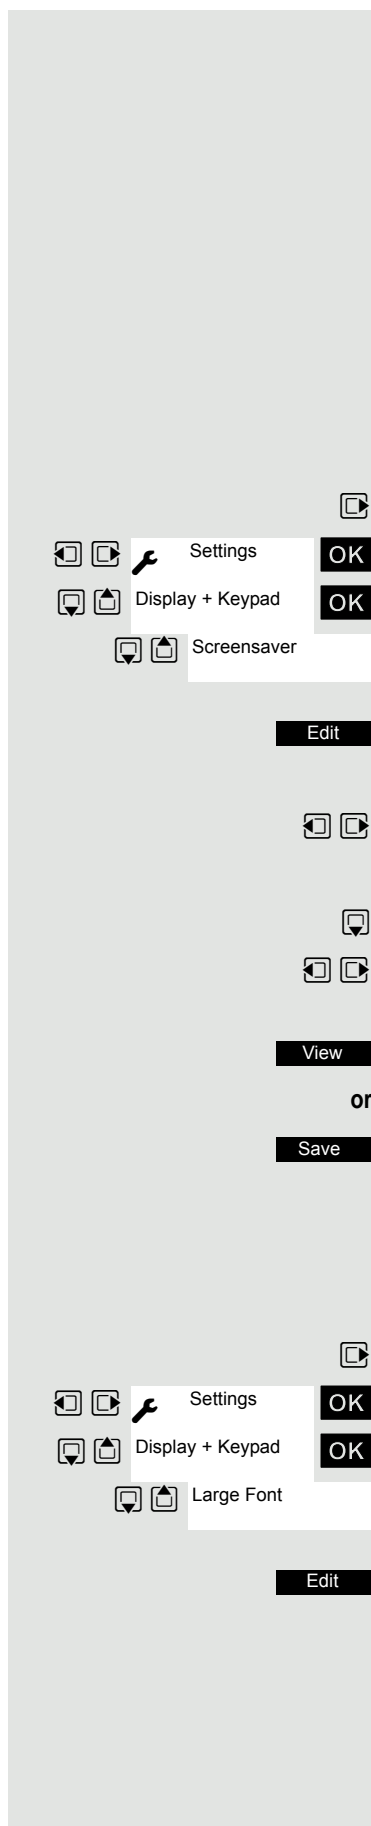 Settings OK
Display + Keypad OK
Screensaver
Edit
View
or
Save
Settings OK
Display + Keypad OK
Large Font
Edit